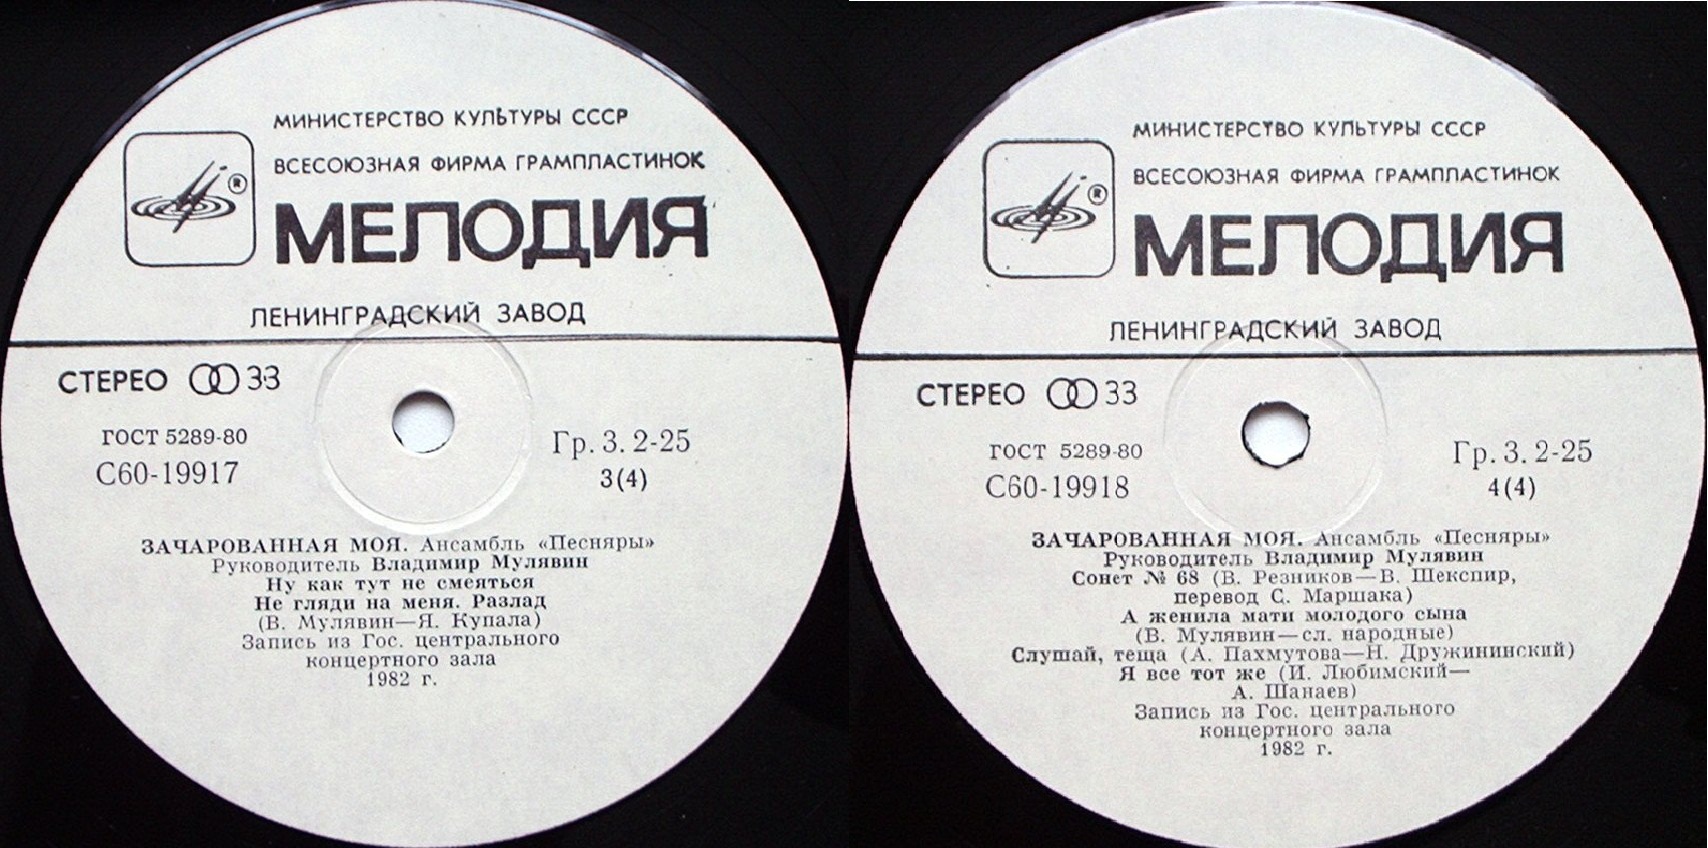 МИНИСТЕРСТВО КУЛЬТУРЫ СССР
ВСЕСОЮЗНАЯ ФИРМА ГРАМПЛАСТИНОК
®
МЕЛОДИЯ
ЛЕНИНГРАДСКИЙ ЗАВОД
СТЕРЕО 33
ГОСТ 5289-80
С60-19917
Гр. 3. 2-25
3(4)
ЗАЧАРОВАННАЯ МОЯ. Ансамбль «Песняры»
Руководитель Владимир Мулявин
Ну как тут не смеяться
Не гляди на меня. Разлад
(В. Мулявин—Я. Купала)
Запись из Гос. центрального
концертного зала
1982 г.
МИНИСТЕРСТВО КУЛЬТУРЫ СССР
ВСЕСОЮЗНАЯ ФИРМА ГРАМПЛАСТИНОК
®
МЕЛОДИЯ
ЛЕНИНГРАДСКИЙ ЗАВОД
СТЕРЕО 33
ГОСТ 5289-80
С60-19918
Гр. 3. 2-25
4(4)
ЗАЧАРОВАННАЯ МОЯ. Ансамбль «Песняры»
Руководитель Владимир Мулявин
Сонет № 68 (В. Резников—В. Шекспир,
перевод С. Маршака)
А женила мати молодого сына
(В. Мулявин—сл. народные)
Слушай, теща (А. Пахмутова—Н. Дружининский)
Я все тот же (И. Любимский—
А. Шанаев)
Запись из Гос. центрального
концертного зала
1982 г.